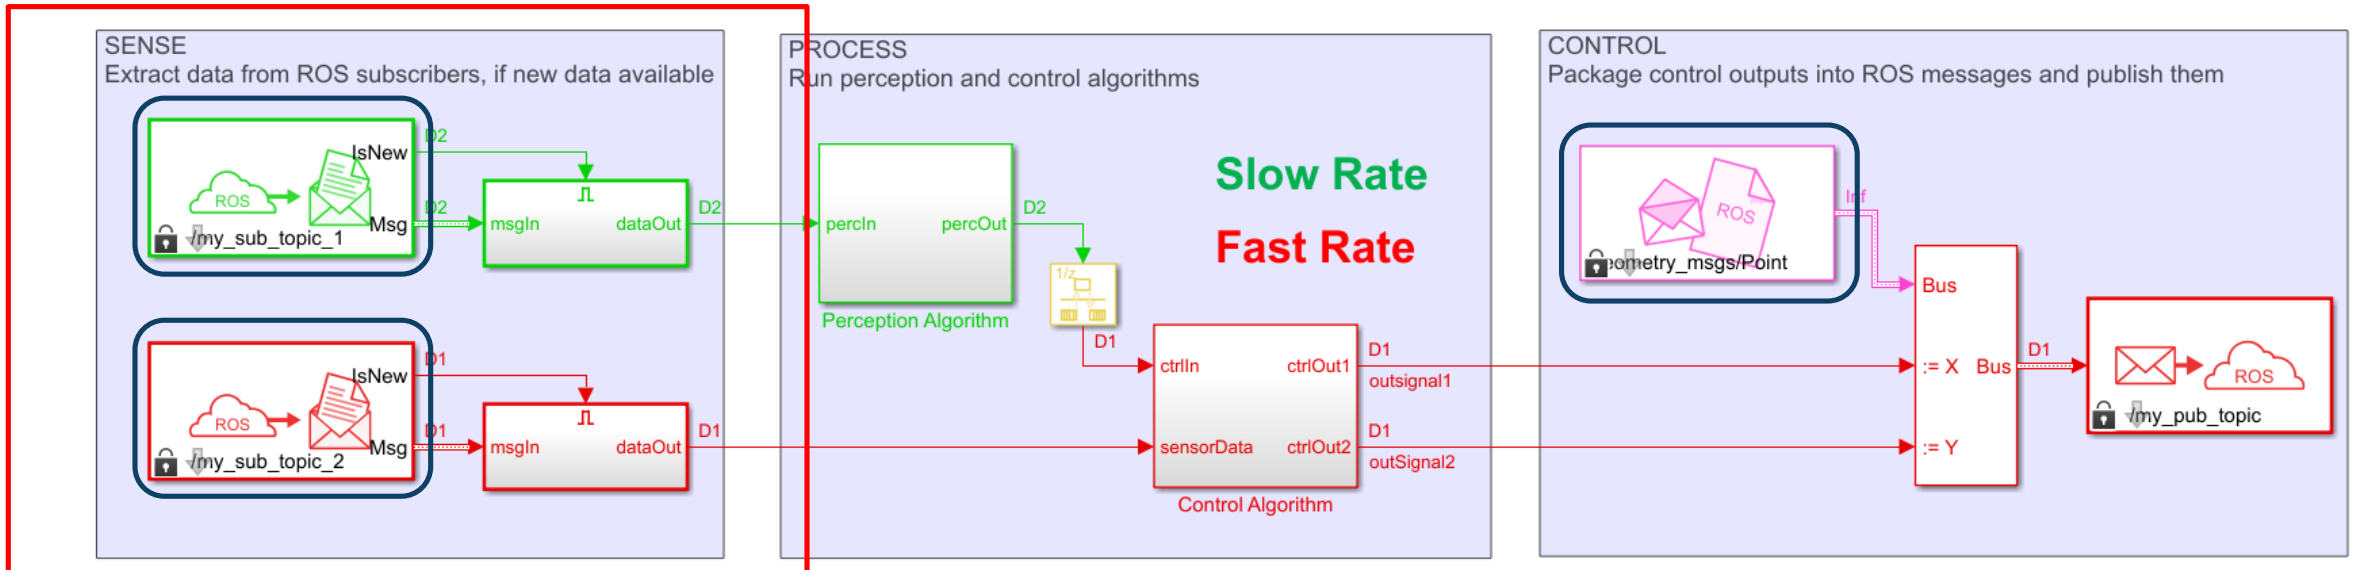 SENSE
Extract data from ROS subscribers, if new data available
D2
IsNew
ROS
D2
Msg
/my_sub_topic_1
msgIn
dataOut
D2
D1
IsNew
ROS
D1
Msg
/my_sub_topic_2
msgIn
dataOut
D1
PROCESS
Run perception and control algorithms
percIn
percOut
D2
Perception Algorithm
1/z
D1
Slow Rate
Fast Rate
ctrlIn
ctrlOut1
sensorData
ctrlOut2
Control Algorithm
D1
outsignal1
D1
outSignal2
CONTROL
Package control outputs into ROS messages and publish them
ROS
eometry_msgs/Point
Inf
Bus
:= X
Bus
:= Y
D1
ROS
/my_pub_topic